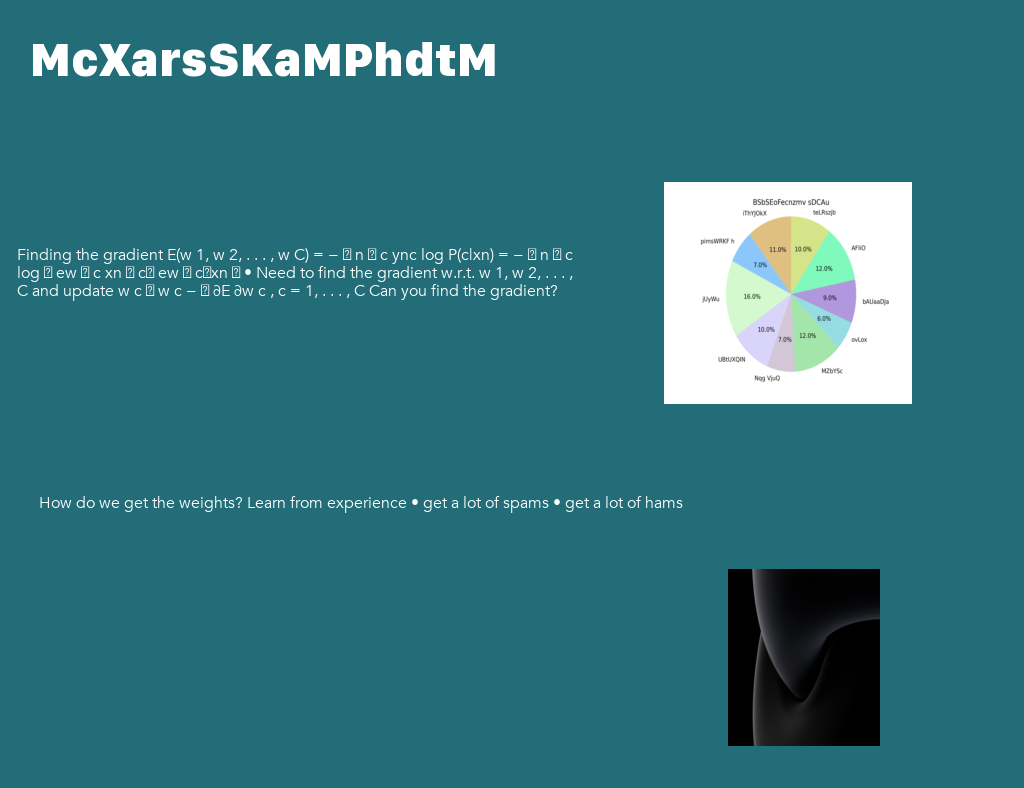 McXarsSKaMPhdtM
Finding the gradient E(w 1, w 2, . . . , w C) = − � n � c ync log P(c|xn) = − � n � c
log � ew � c xn � c� ew � c�xn � • Need to find the gradient w.r.t. w 1, w 2, . . . ,
C and update w c � w c − � ∂E ∂w c , c = 1, . . . , C Can you find the gradient?
BSbSEoFecnzmv sDCAu
iThYJOkX
teLRszJb
pimsWRKF h
AFliO
11.0%
10.0%
7.0%
12.0%
jUyWu
16.0%
9.0%
bAUaaDJa
6.0%
10.0%
12.0%
7.0%
ovLox
UBtUXQIN
MZbYSc
Nqg VjuQ
How do we get the weights? Learn from experience • get a lot of spams • get a lot of hams